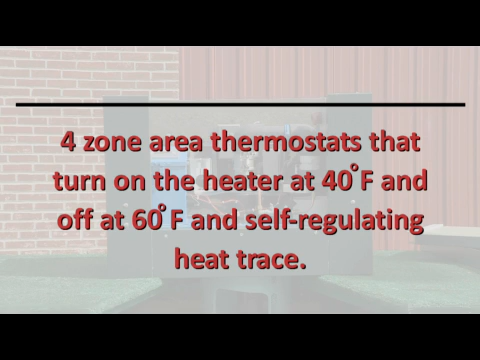 4 zone area thermostats that
turn on the heater at 40°F and
off at 60°F and self-regulating
heat trace.